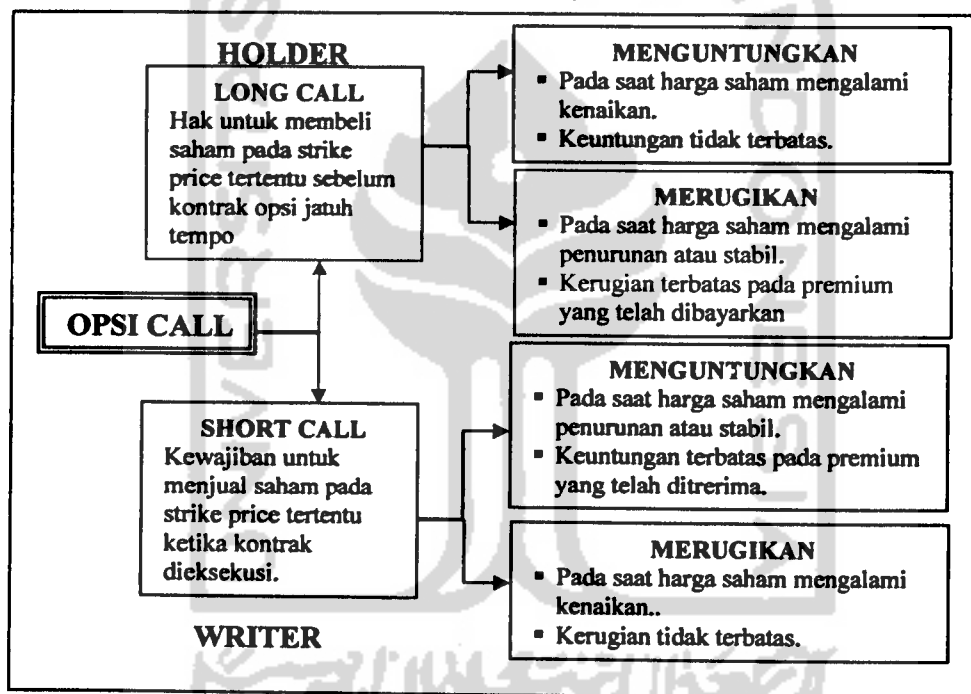 HOLDER
LONG CALL
Hak untuk membeli
saham pada strike
price tertentu sebelum
kontrak opsi jatuh
tempo
MENGUNTUNGKAN
▪ Pada saat harga saham mengalami
kenaikan.
▪ Keuntungan tidak terbatas.
MERUGIKAN
▪ Pada saat harga saham mengalami
penurunan atau stabil.
▪ Kerugian terbatas pada premium
yang telah dibayarkan
OPSI CALL
SHORT CALL
Kewajiban untuk
menjual saham pada
strike price tertentu
ketika kontrak
dieksekusi.
WRITER
MENGUNTUNGKAN
▪ Pada saat harga saham mengalami
penurunan atau stabil.
▪ Keuntungan terbatas pada premium
yang telah ditrerima.
MERUGIKAN
▪ Pada saat harga saham mengalami
kenaikan..
▪ Kerugian tidak terbatas.